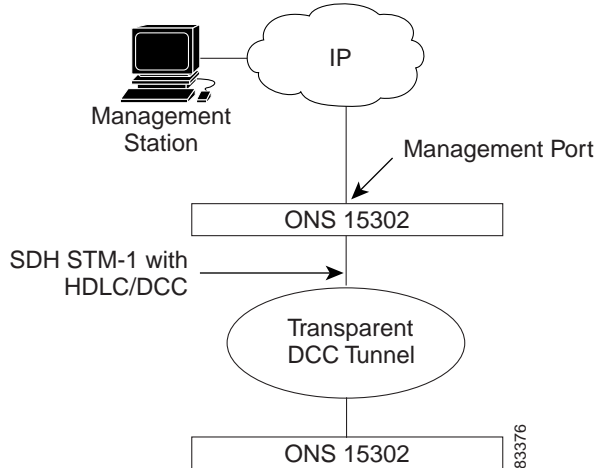 IP
Management
Station
Management Port
ONS 15302
SDH STM-1 with
HDLC/DCC
Transparent
DCC Tunnel
ONS 15302
83376